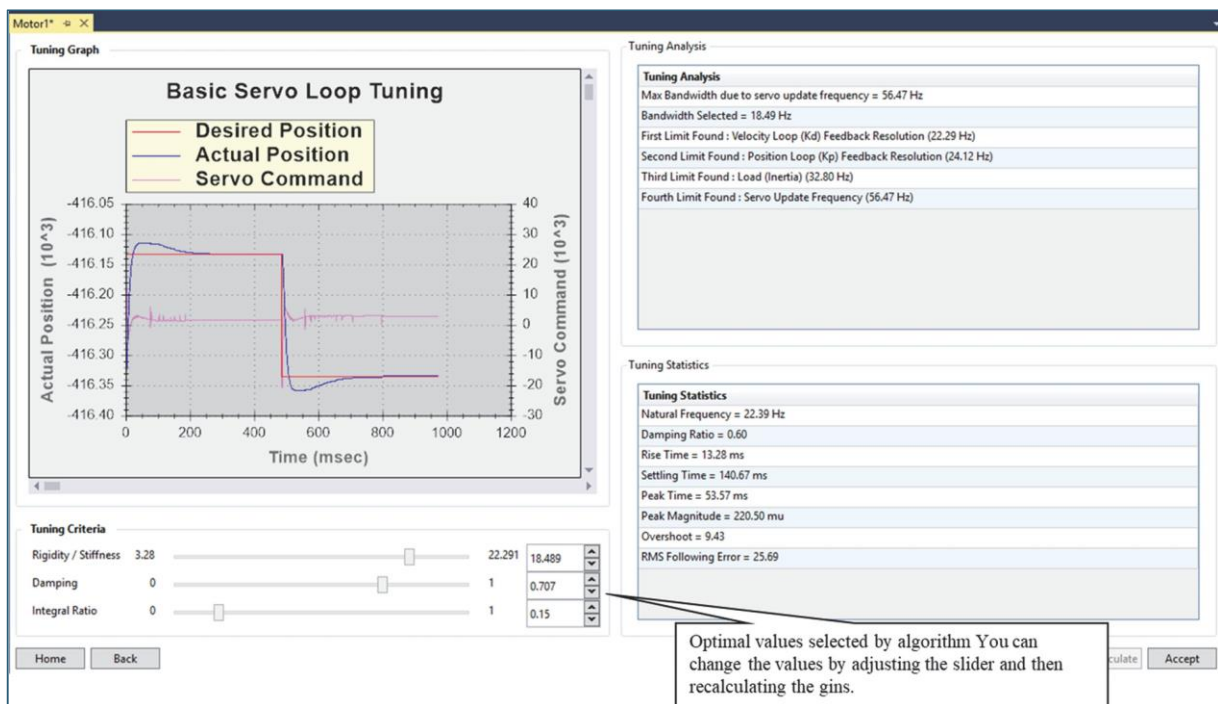 Motor1*
Tuning Graph
Basic Servo Loop Tuning
Desired Position
Actual Position
Servo Command
-416.05
-416.10
-416.15
-416.20
-416.25
-416.30
-416.35
-416.40
Actual Position (10^3)
40
30
20
10
0
-10
-20
-30
Servo Command (10^3)
0 200 400 600 800 1000 1200
Time (msec)
Tuning Criteria
Rigidity / Stiffness 3.28 22.291 18.489
Damping 0 1 0.707
Integral Ratio 0 1 0.15
Home Back
Tuning Analysis
Tuning Analysis
Max Bandwidth due to servo update frequency = 56.47 Hz
Bandwidth Selected = 18.49 Hz
First Limit Found : Velocity Loop (Kd) Feedback Resolution (22.29 Hz)
Second Limit Found : Position Loop (Kp) Feedback Resolution (24.12 Hz)
Third Limit Found : Load (Inertia) (32.80 Hz)
Fourth Limit Found : Servo Update Frequency (56.47 Hz)
Tuning Statistics
Tuning Statistics
Natural Frequency = 22.39 Hz
Damping Ratio = 0.60
Rise Time = 13.28 ms
Settling Time = 140.67 ms
Peak Time = 53.57 ms
Peak Magnitude = 220.50 mu
Overshoot = 9.43
RMS Following Error = 25.69
Optimal values selected by algorithm You can
change the values by adjusting the slider and then
recalculating the gins.
culate Accept